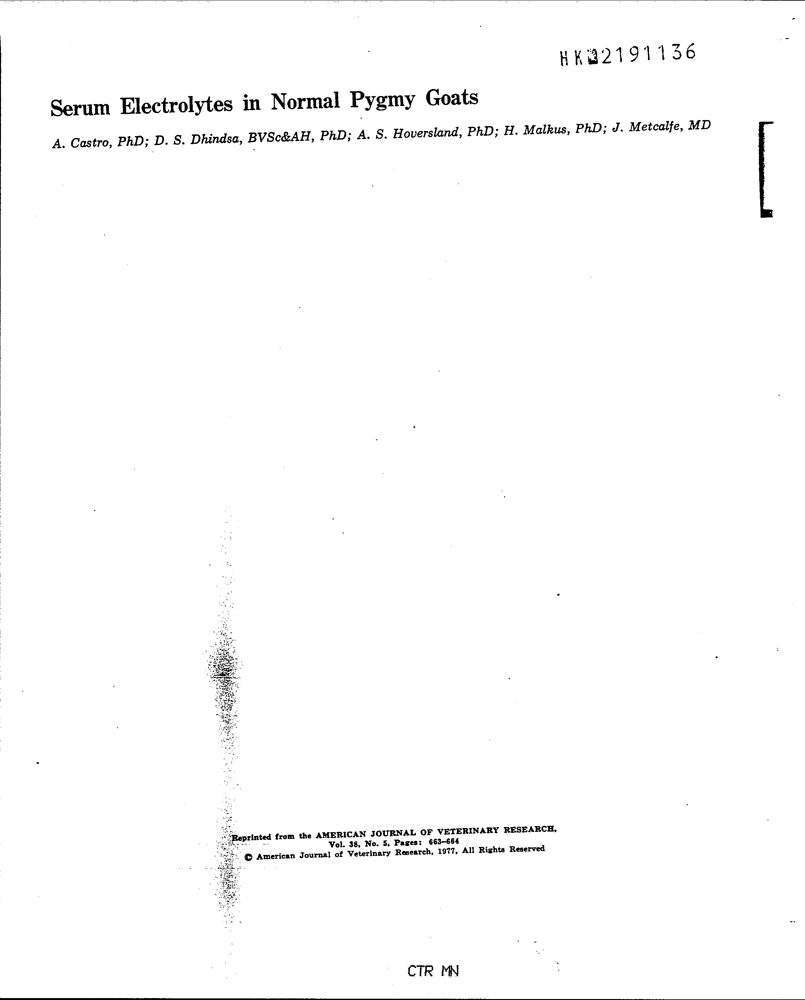 HK02191136
Serum Electrolytes in Normal Pygmy Goats
A. Castro, PhD; D. S. Dhindsa, BVSc&AH, PhD; A. S. Hoversland, PhD; H. Malkus, PhD; J. Metcalfe, MD
Reprinted from the AMERICAN JOURNAL OF VETERINARY RESEARCH,
Vol. 38, No. 5, Pages: 663–664
© American Journal of Veterinary Research, 1977, All Rights Reserved
CTR MN